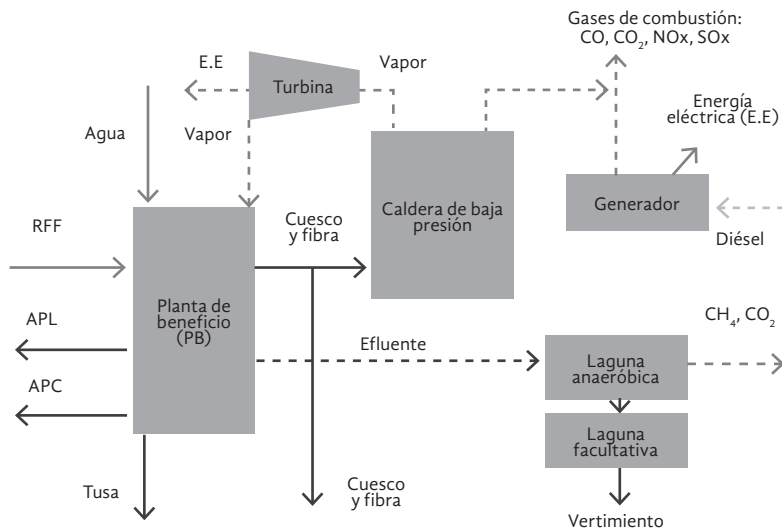 Gases de combustión:
CO, CO₂, NOx, SOx
E.E
Turbina
Vapor
Energía
eléctrica (E.E)
Agua
Vapor
Cuesco
y fibra
Caldera de baja
presión
Generador
Diésel
RFF
Planta de
beneficio
(PB)
APL
Efluente
CH₄, CO₂
Laguna
anaeróbica
APC
Laguna
facultativa
Tusa
Cuesco
y fibra
Vertimiento